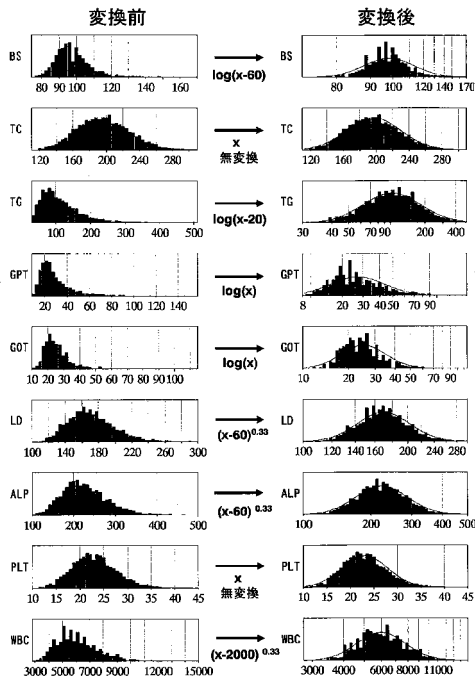 変換前 変換後
BS log(x-60) BS
80 90 100 110 130 150 170 80 90 100 120 140 170
TC x 無変換 TC
120 160 200 240 280 120 160 200 240 280
TG log(x-20) TG
100 200 300 400 500 30 40 50 70 90 200 400
GPT log(x) GPT
20 40 60 80 100 120 140 8 20 30 40 50 70 90
GOT log(x) GOT
10 20 30 40 50 60 70 80 90 100 10 20 30 40 50 70 90
LD (x-60)0.33 LD
100 140 180 220 260 300 100 120 140 160 200 240 290
ALP (x-60) 0.33 ALP
100 200 300 400 500 100 200 300 400 500
PLT x 無変換 PLT
10 15 20 25 30 35 40 45 10 15 20 25 30 35 45
WBC (x-2000) 0.33 WBC
3000 5000 7000 9000 12000 15000 3000 4000 6000 8000 11000